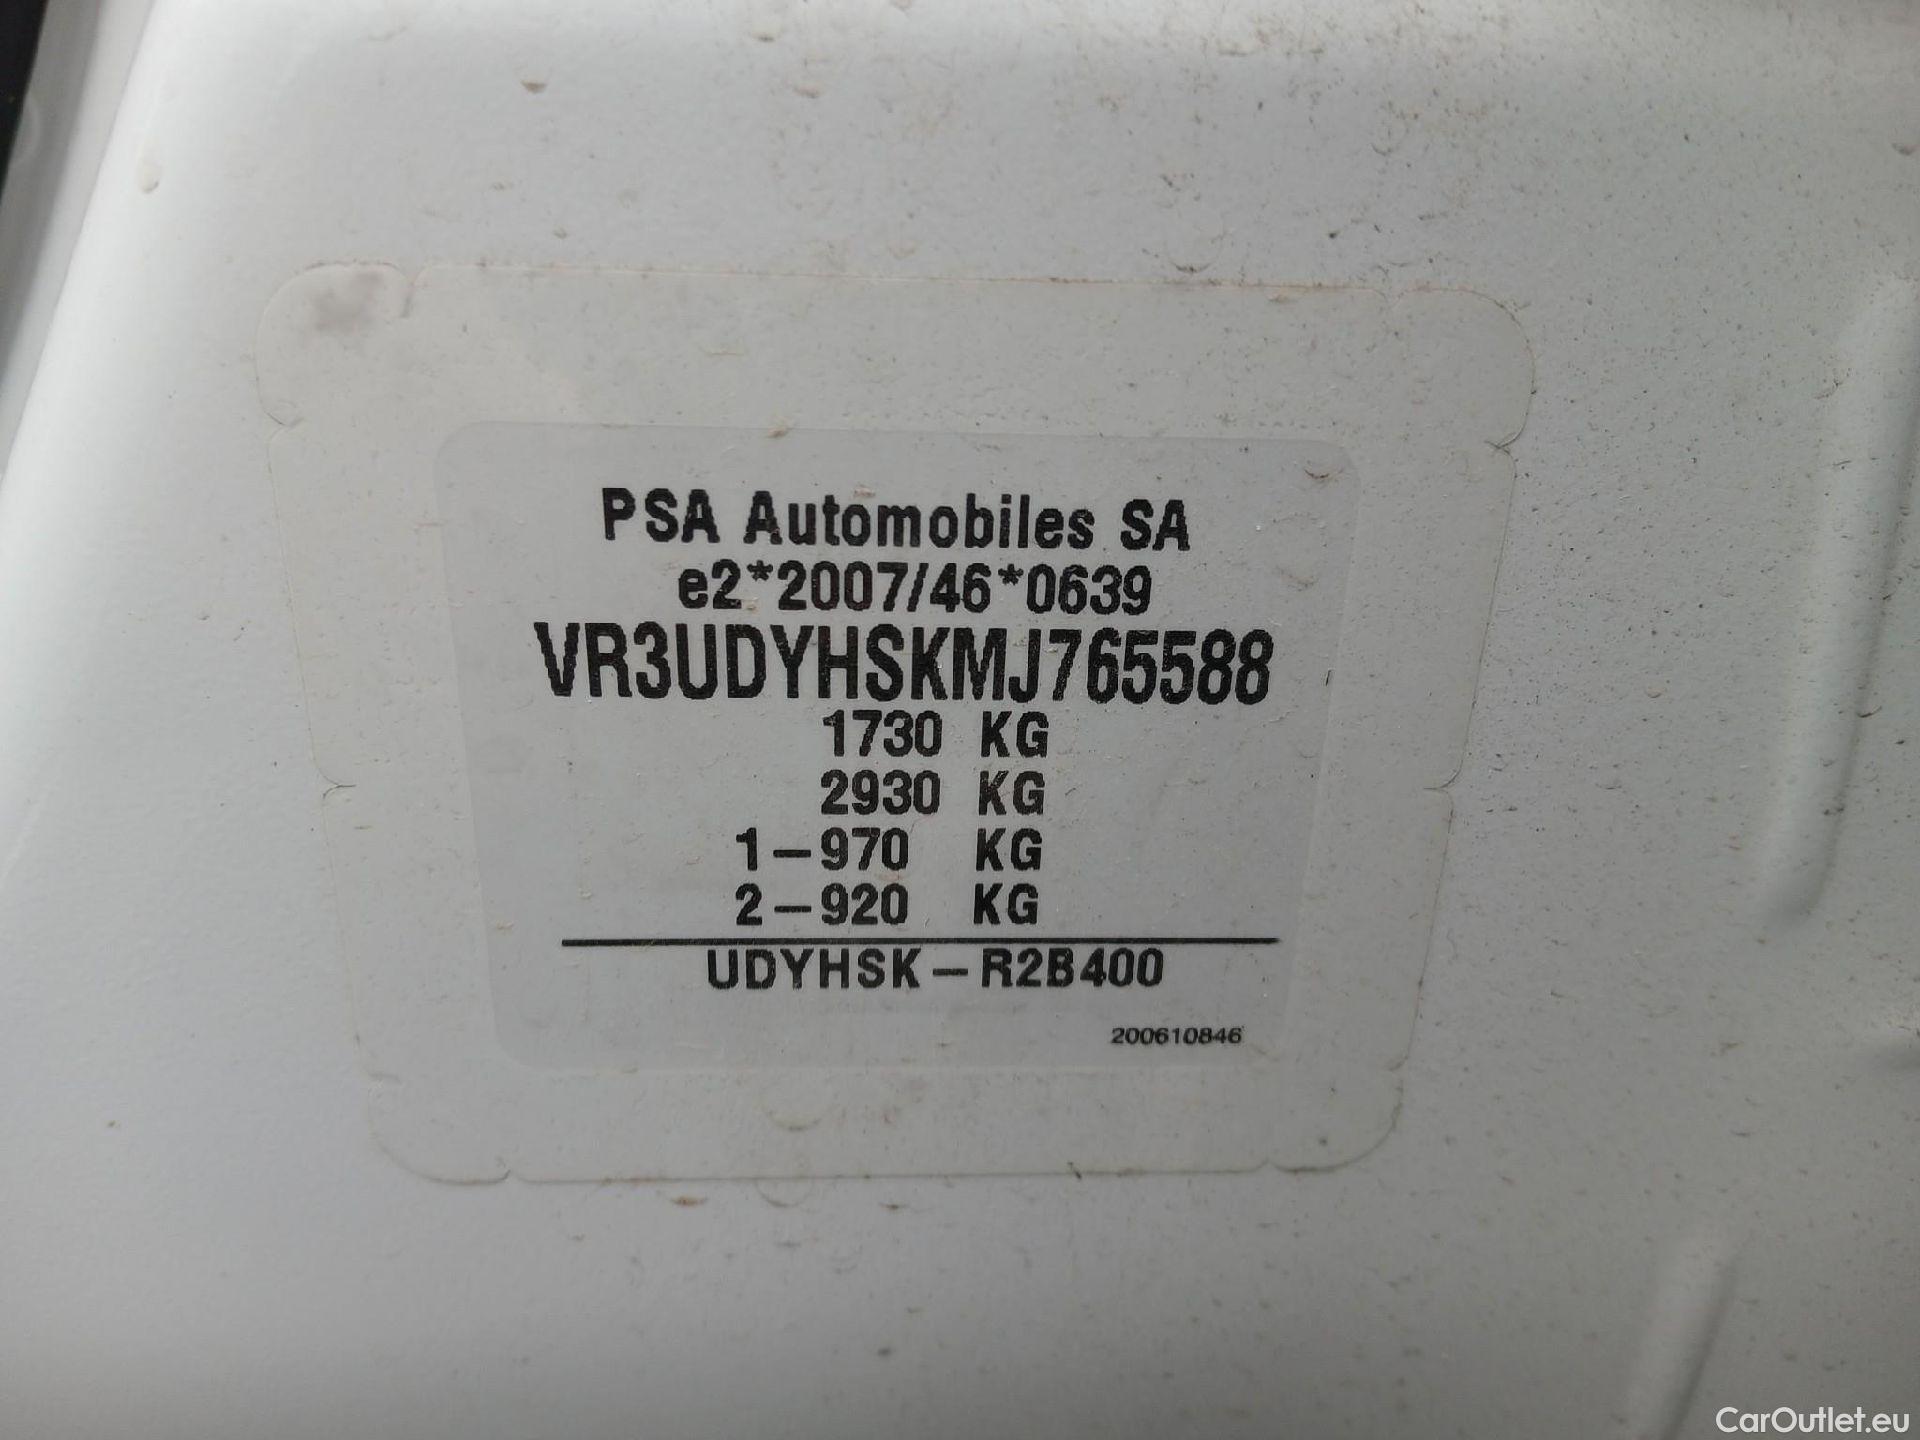 PSA Automobiles SA
e2*2007/46*0639
VR3UDYHSKMJ765588
1730 KG
2930 KG
1-970 KG
2-920 KG
UDYHSK-R2B400
200610846
CarOutlet.eu